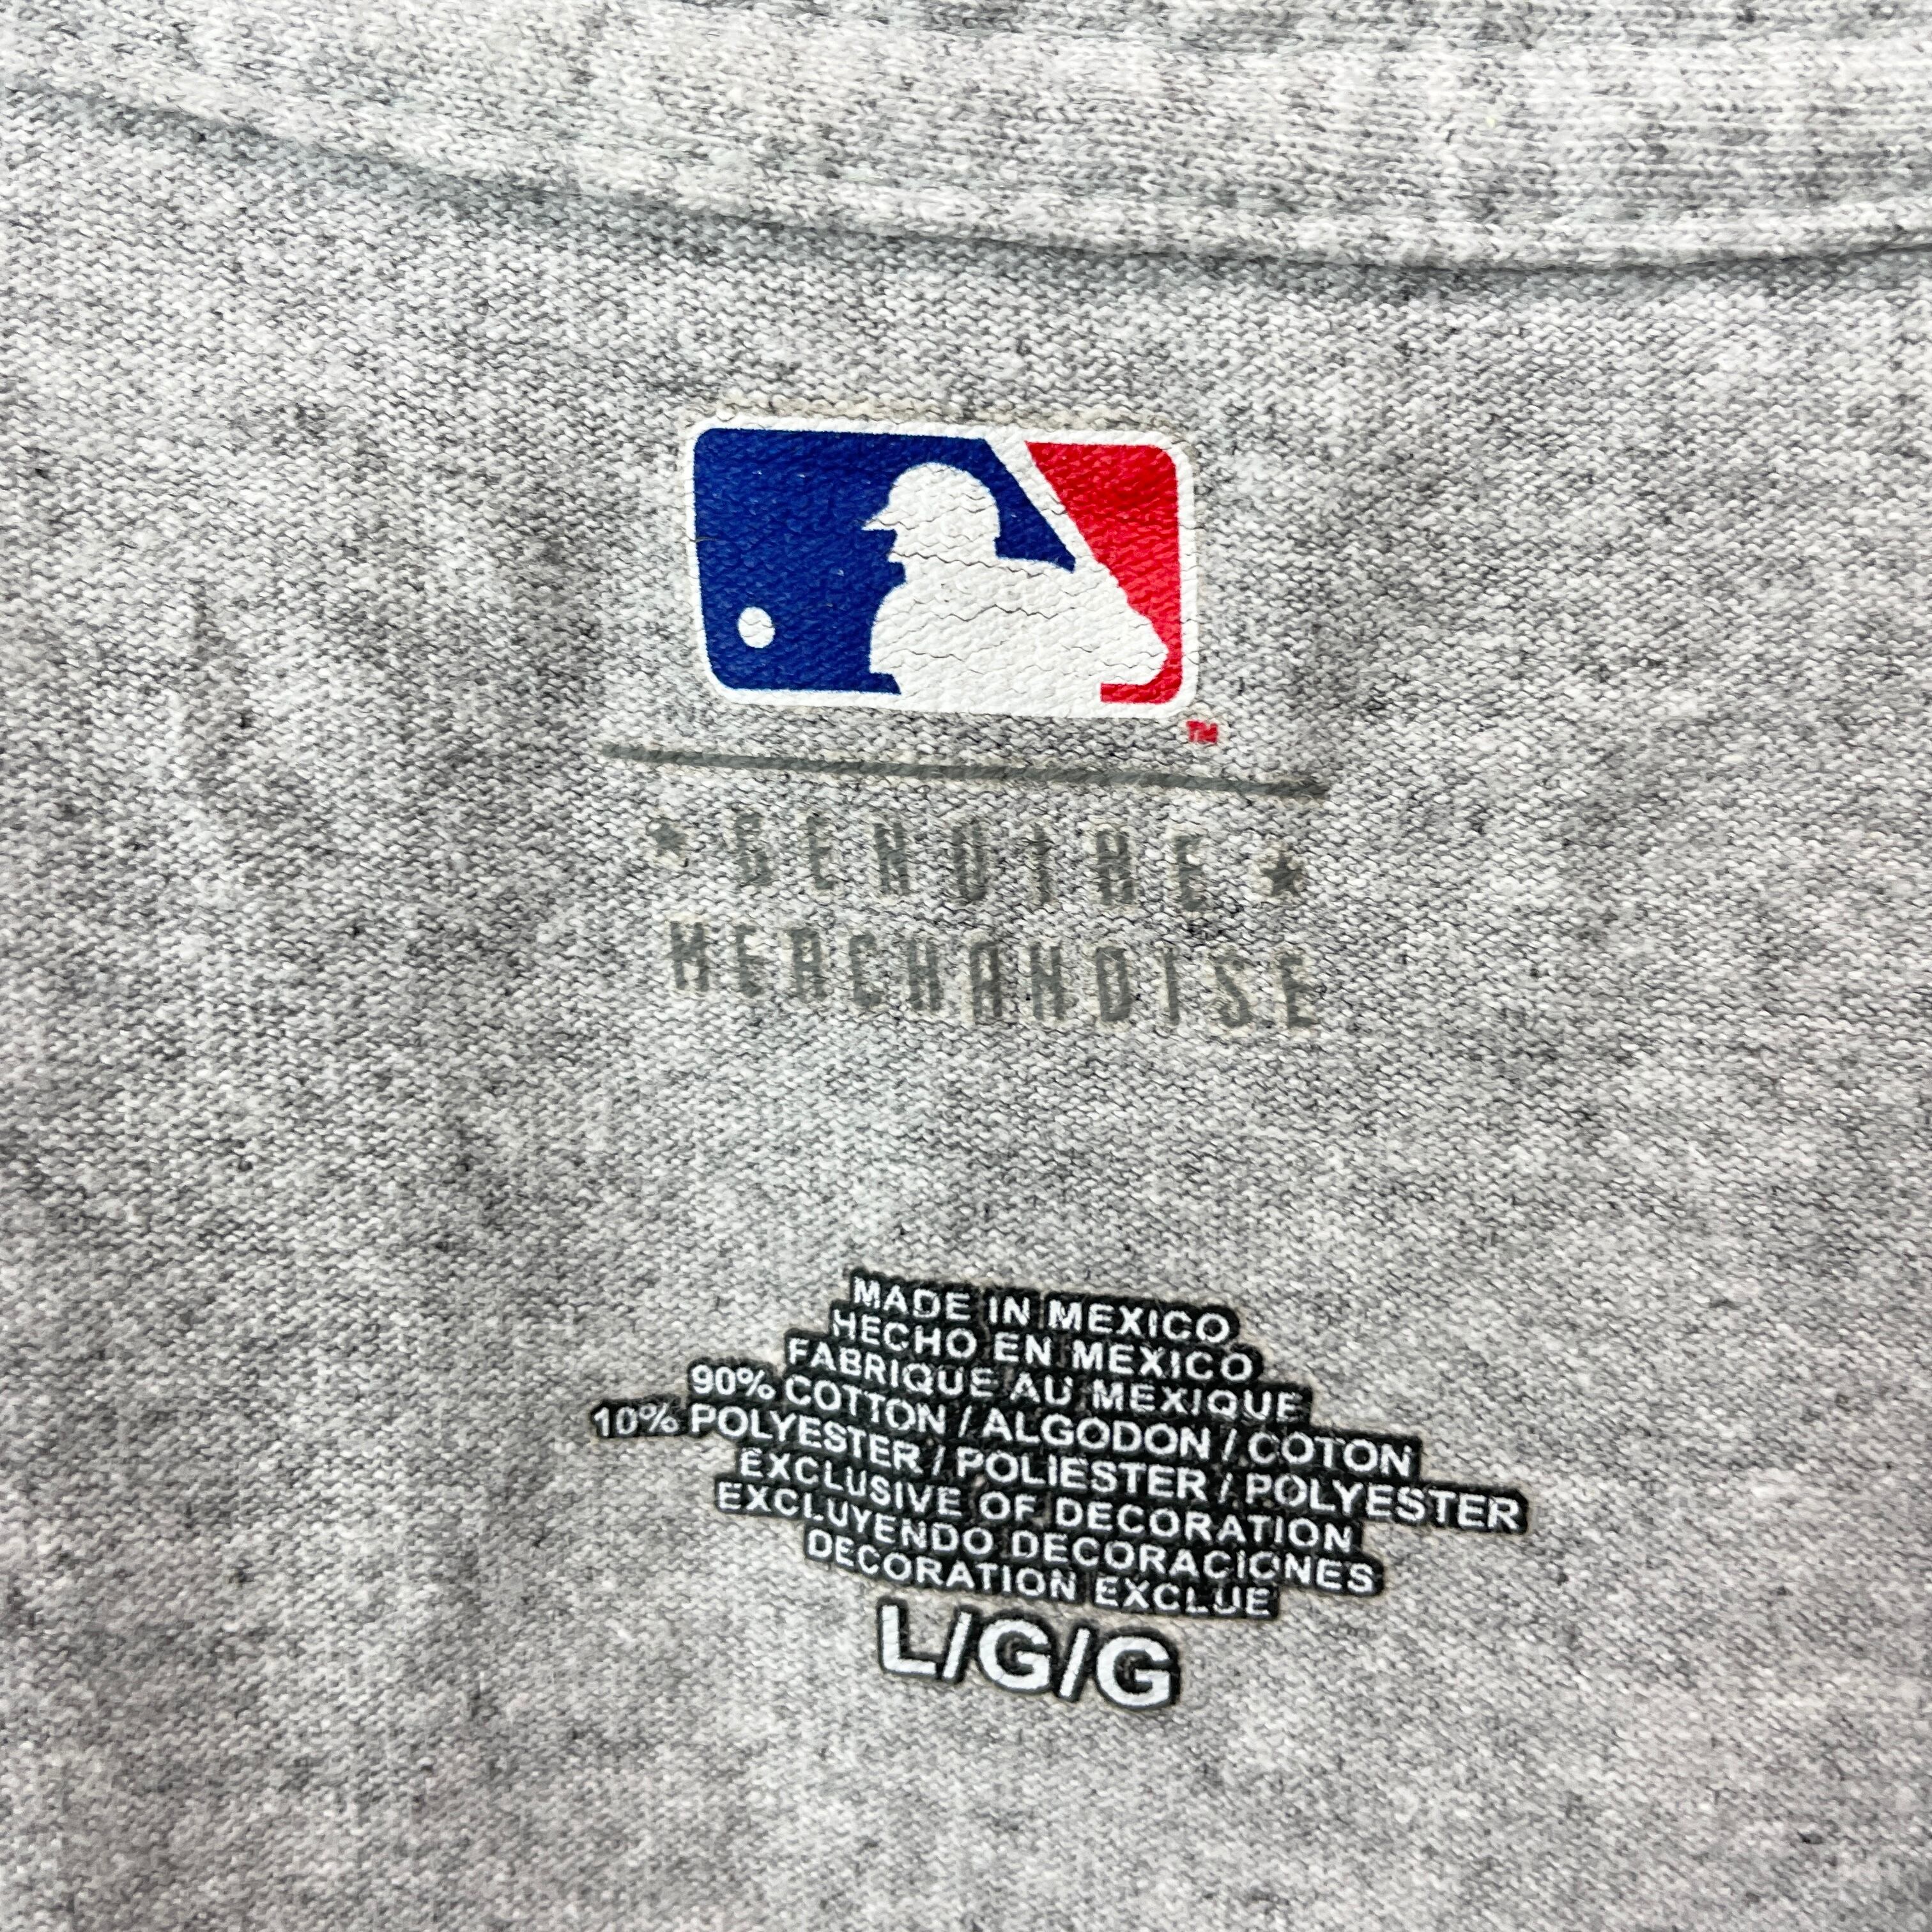 TM
★ GENUINE ★
MERCHANDISE
MADE IN MEXICO
HECHO EN MEXICO
FABRIQUE AU MEXIQUE
90% COTTON / ALGODON / COTON
10% POLYESTER / POLIESTER / POLYESTER
EXCLUSIVE OF DECORATION
EXCLUYENDO DECORACIONES
DECORATION EXCLUE
L/G/G